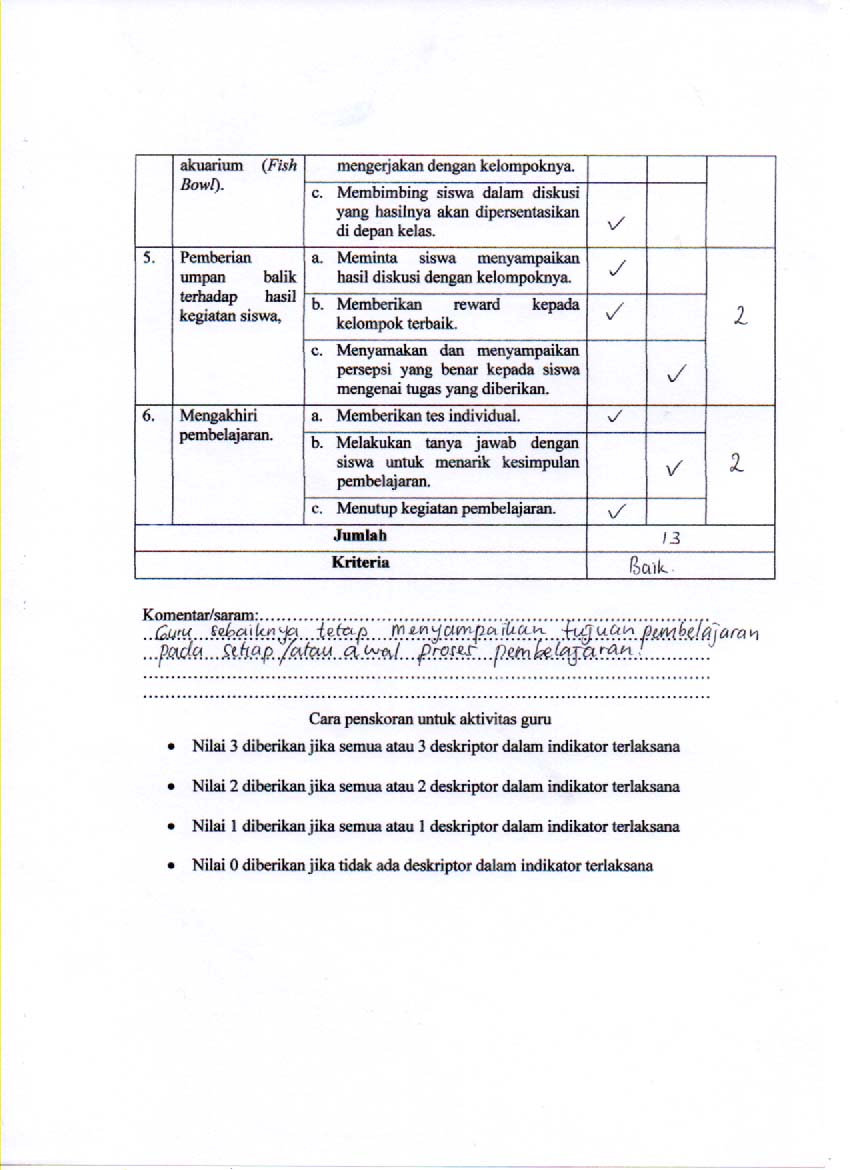 akuarium (Fish Bowl).
mengerjakan dengan kelompoknya.
c. Membimbing siswa dalam diskusi
yang hasilnya akan dipersentasikan
di depan kelas.
✓
5.
Pemberian
umpan balik
terhadap hasil
kegiatan siswa,
a. Meminta siswa menyampaikan
hasil diskusi dengan kelompoknya.
✓
b. Memberikan reward kepada
kelompok terbaik.
✓
c. Menyamakan dan menyampaikan
persepsi yang benar kepada siswa
mengenai tugas yang diberikan.
✓
2
6.
Mengakhiri
pembelajaran.
a. Memberikan tes individual.
✓
b. Melakukan tanya jawab dengan
siswa untuk menarik kesimpulan
pembelajaran.
✓
c. Menutup kegiatan pembelajaran.
✓
2
Jumlah 13
Kriteria Baik.
Komentar/saram:
Guru sebaiknya tetap menyampaikan tujuan pembelajaran
pada setiap/atau awal proses pembelajaran!
Cara penskoran untuk aktivitas guru
• Nilai 3 diberikan jika semua atau 3 deskriptor dalam indikator terlaksana
• Nilai 2 diberikan jika semua atau 2 deskriptor dalam indikator terlaksana
• Nilai 1 diberikan jika semua atau 1 deskriptor dalam indikator terlaksana
• Nilai 0 diberikan jika tidak ada deskriptor dalam indikator terlaksana